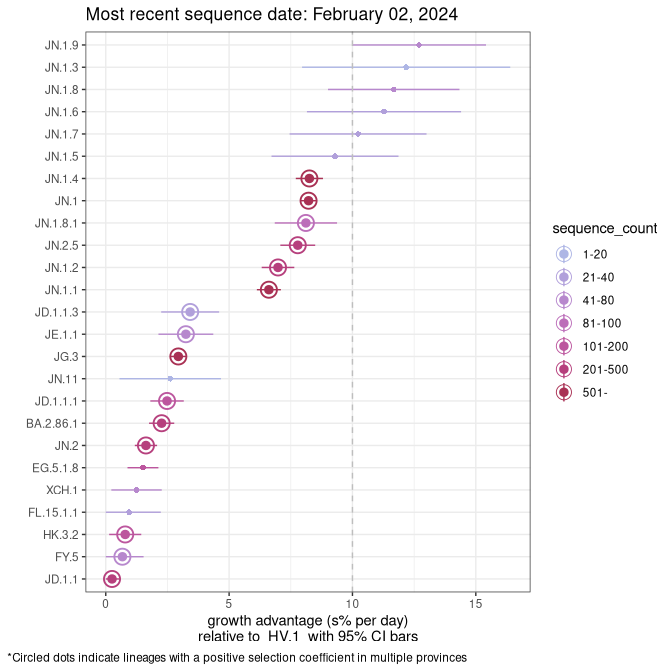 Most recent sequence date: February 02, 2024
JN.1.9
JN.1.3
JN.1.8
JN.1.6
JN.1.7
JN.1.5
JN.1.4
JN.1
JN.1.8.1
JN.2.5
JN.1.2
JN.1.1
JD.1.1.3
JE.1.1
JG.3
JN.11
JD.1.1.1
BA.2.86.1
JN.2
EG.5.1.8
XCH.1
FL.15.1.1
HK.3.2
FY.5
JD.1.1
0 5 10 15
growth advantage (s% per day)
relative to HV.1 with 95% CI bars
*Circled dots indicate lineages with a positive selection coefficient in multiple provinces
sequence_count
1-20
21-40
41-80
81-100
101-200
201-500
501-